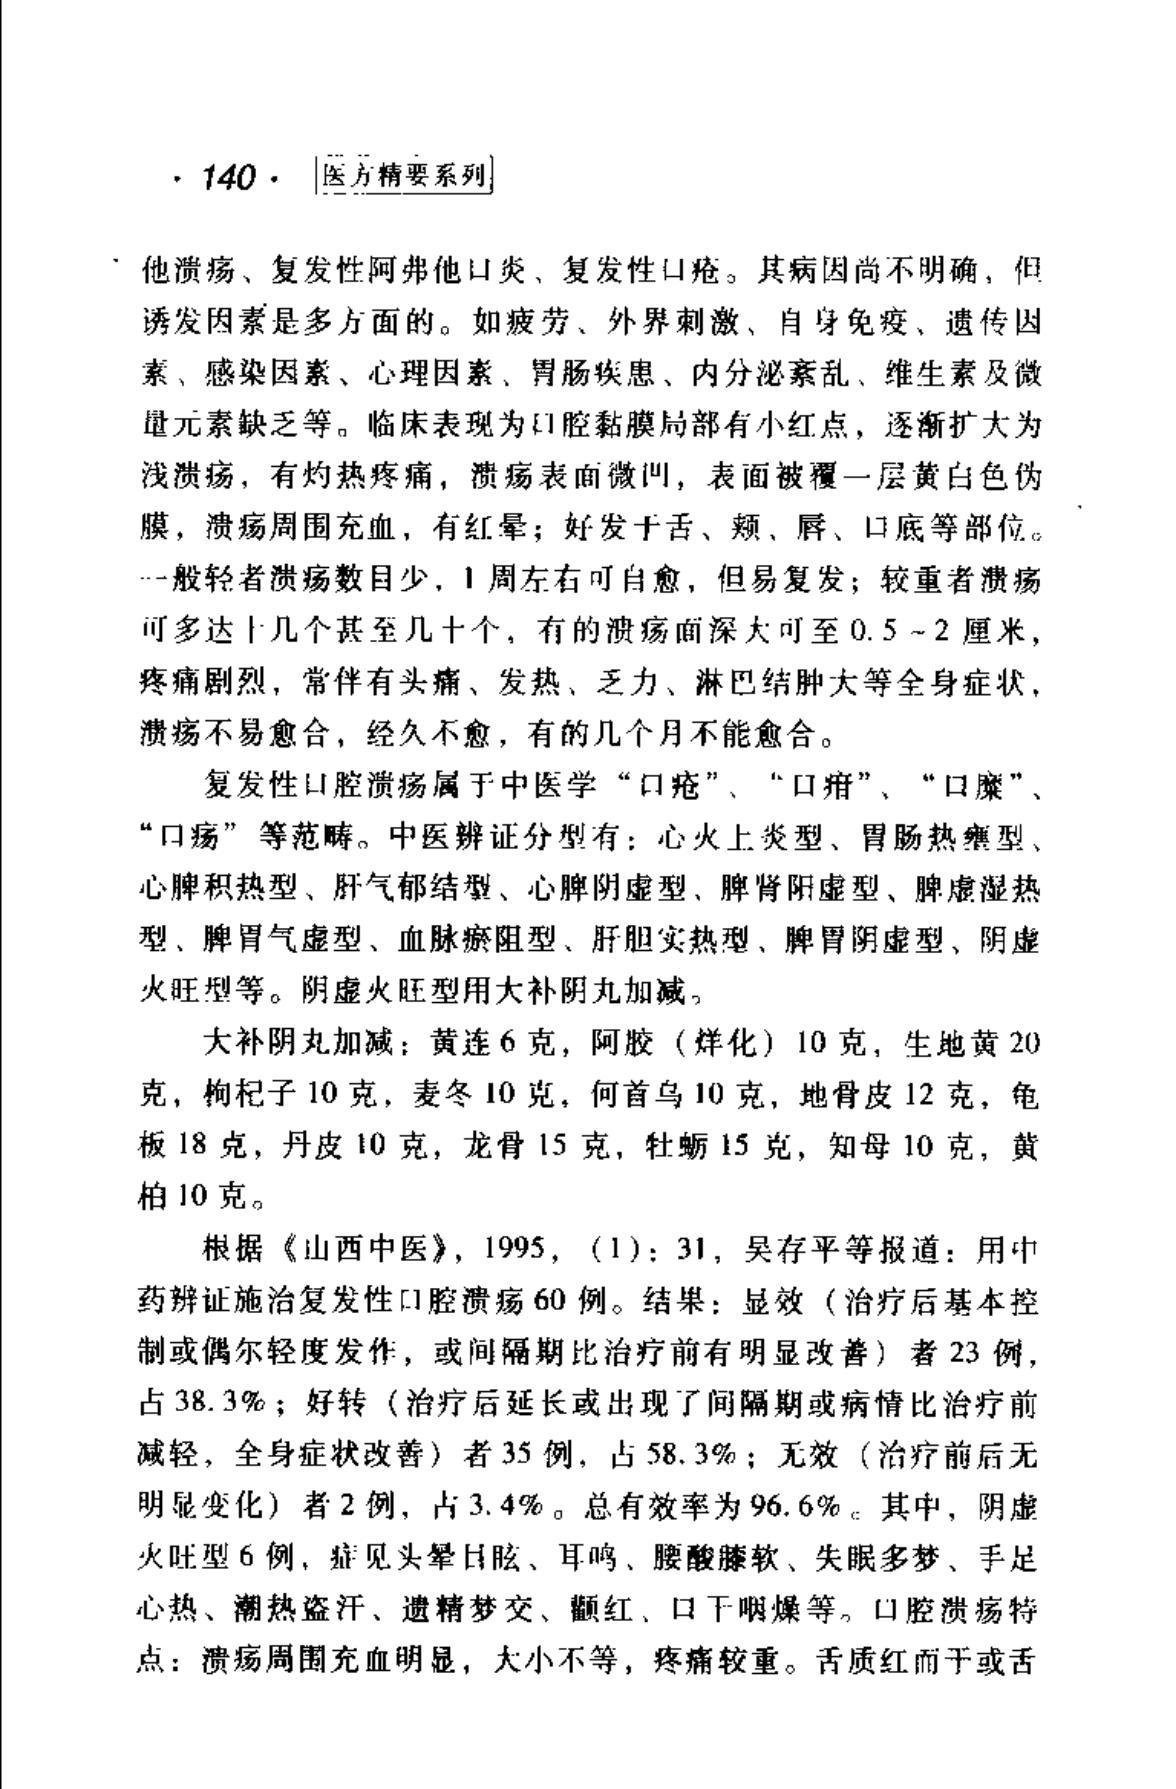 · 140 · 医方精要系列
他溃疡、复发性阿弗他口炎、复发性口疮。其病因尚不明确，但
诱发因素是多方面的。如疲劳、外界刺激、自身免疫、遗传因
素、感染因素、心理因素、胃肠疾患、内分泌紊乱、维生素及微
量元素缺乏等。临床表现为口腔黏膜局部有小红点，逐渐扩大为
浅溃疡，有灼热疼痛，溃疡表面微凹，表面被覆一层黄白色伪
膜，溃疡周围充血，有红晕；好发于舌、颊、唇、口底等部位。
一般轻者溃疡数目少，1 周左右可自愈，但易复发；较重者溃疡
可多达十几个甚至几十个，有的溃疡面深大可至 0.5 ~ 2 厘米，
疼痛剧烈，常伴有头痛、发热、乏力、淋巴结肿大等全身症状，
溃疡不易愈合，经久不愈，有的几个月不能愈合。
复发性口腔溃疡属于中医学“口疮”、“口疳”、“口糜”、
“口疡”等范畴。中医辨证分型有：心火上炎型、胃肠热壅型、
心脾积热型、肝气郁结型、心脾阴虚型、脾肾阳虚型、脾虚湿热
型、脾胃气虚型、血脉瘀阻型、肝胆实热型、脾胃阴虚型、阴虚
火旺型等。阴虚火旺型用大补阴丸加减。
大补阴丸加减：黄连 6 克，阿胶（烊化）10 克，生地黄 20
克，枸杞子 10 克，麦冬 10 克，何首乌 10 克，地骨皮 12 克，龟
板 18 克，丹皮 10 克，龙骨 15 克，牡蛎 15 克，知母 10 克，黄
柏 10 克。
根据《山西中医》，1995，（1）：31，吴存平等报道：用中
药辨证施治复发性口腔溃疡 60 例。结果：显效（治疗后基本控
制或偶尔轻度发作，或间隔期比治疗前有明显改善）者 23 例，
占 38.3%；好转（治疗后延长或出现了间隔期或病情比治疗前
减轻，全身症状改善）者 35 例，占 58.3%；无效（治疗前后无
明显变化）者 2 例，占 3.4%。总有效率为 96.6%。其中，阴虚
火旺型 6 例，症见头晕目眩、耳鸣、腰酸膝软、失眠多梦、手足
心热、潮热盗汗、遗精梦交、颧红、口干咽燥等。口腔溃疡特
点：溃疡周围充血明显，大小不等，疼痛较重。舌质红而干或舌